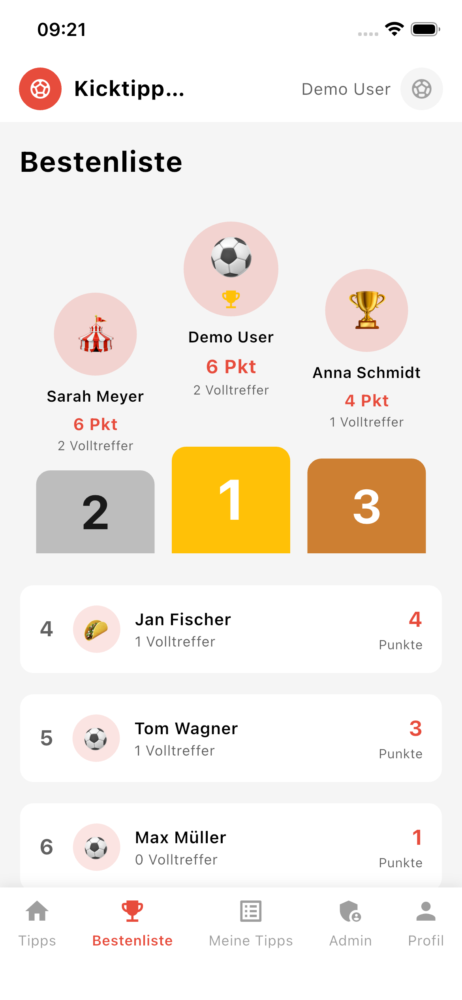 09:21
Kicktipp...
Demo User
Bestenliste
Demo User
6 Pkt
2 Volltreffer
Sarah Meyer
6 Pkt
2 Volltreffer
Anna Schmidt
4 Pkt
1 Volltreffer
2
1
3
4
Jan Fischer
1 Volltreffer
4
Punkte
5
Tom Wagner
1 Volltreffer
3
Punkte
6
Max Müller
0 Volltreffer
1
Punkte
Tipps
Bestenliste
Meine Tipps
Admin
Profil